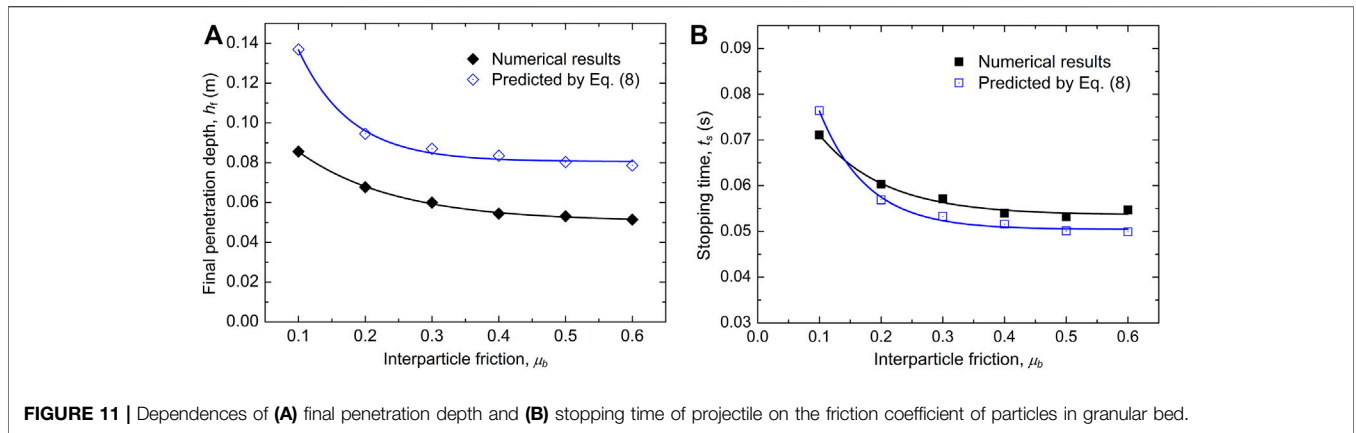 A
Numerical results
Predicted by Eq. (8)
Final penetration depth, hf (m)
0.14
0.12
0.10
0.08
0.06
0.04
0.02
0.00
0.1 0.2 0.3 0.4 0.5 0.6
Interparticle friction, μb
B
Numerical results
Predicted by Eq. (8)
Stopping time, ts (s)
0.09
0.08
0.07
0.06
0.05
0.04
0.03
0.0 0.1 0.2 0.3 0.4 0.5 0.6
Interparticle friction, μb
FIGURE 11 | Dependences of (A) final penetration depth and (B) stopping time of projectile on the friction coefficient of particles in granular bed.